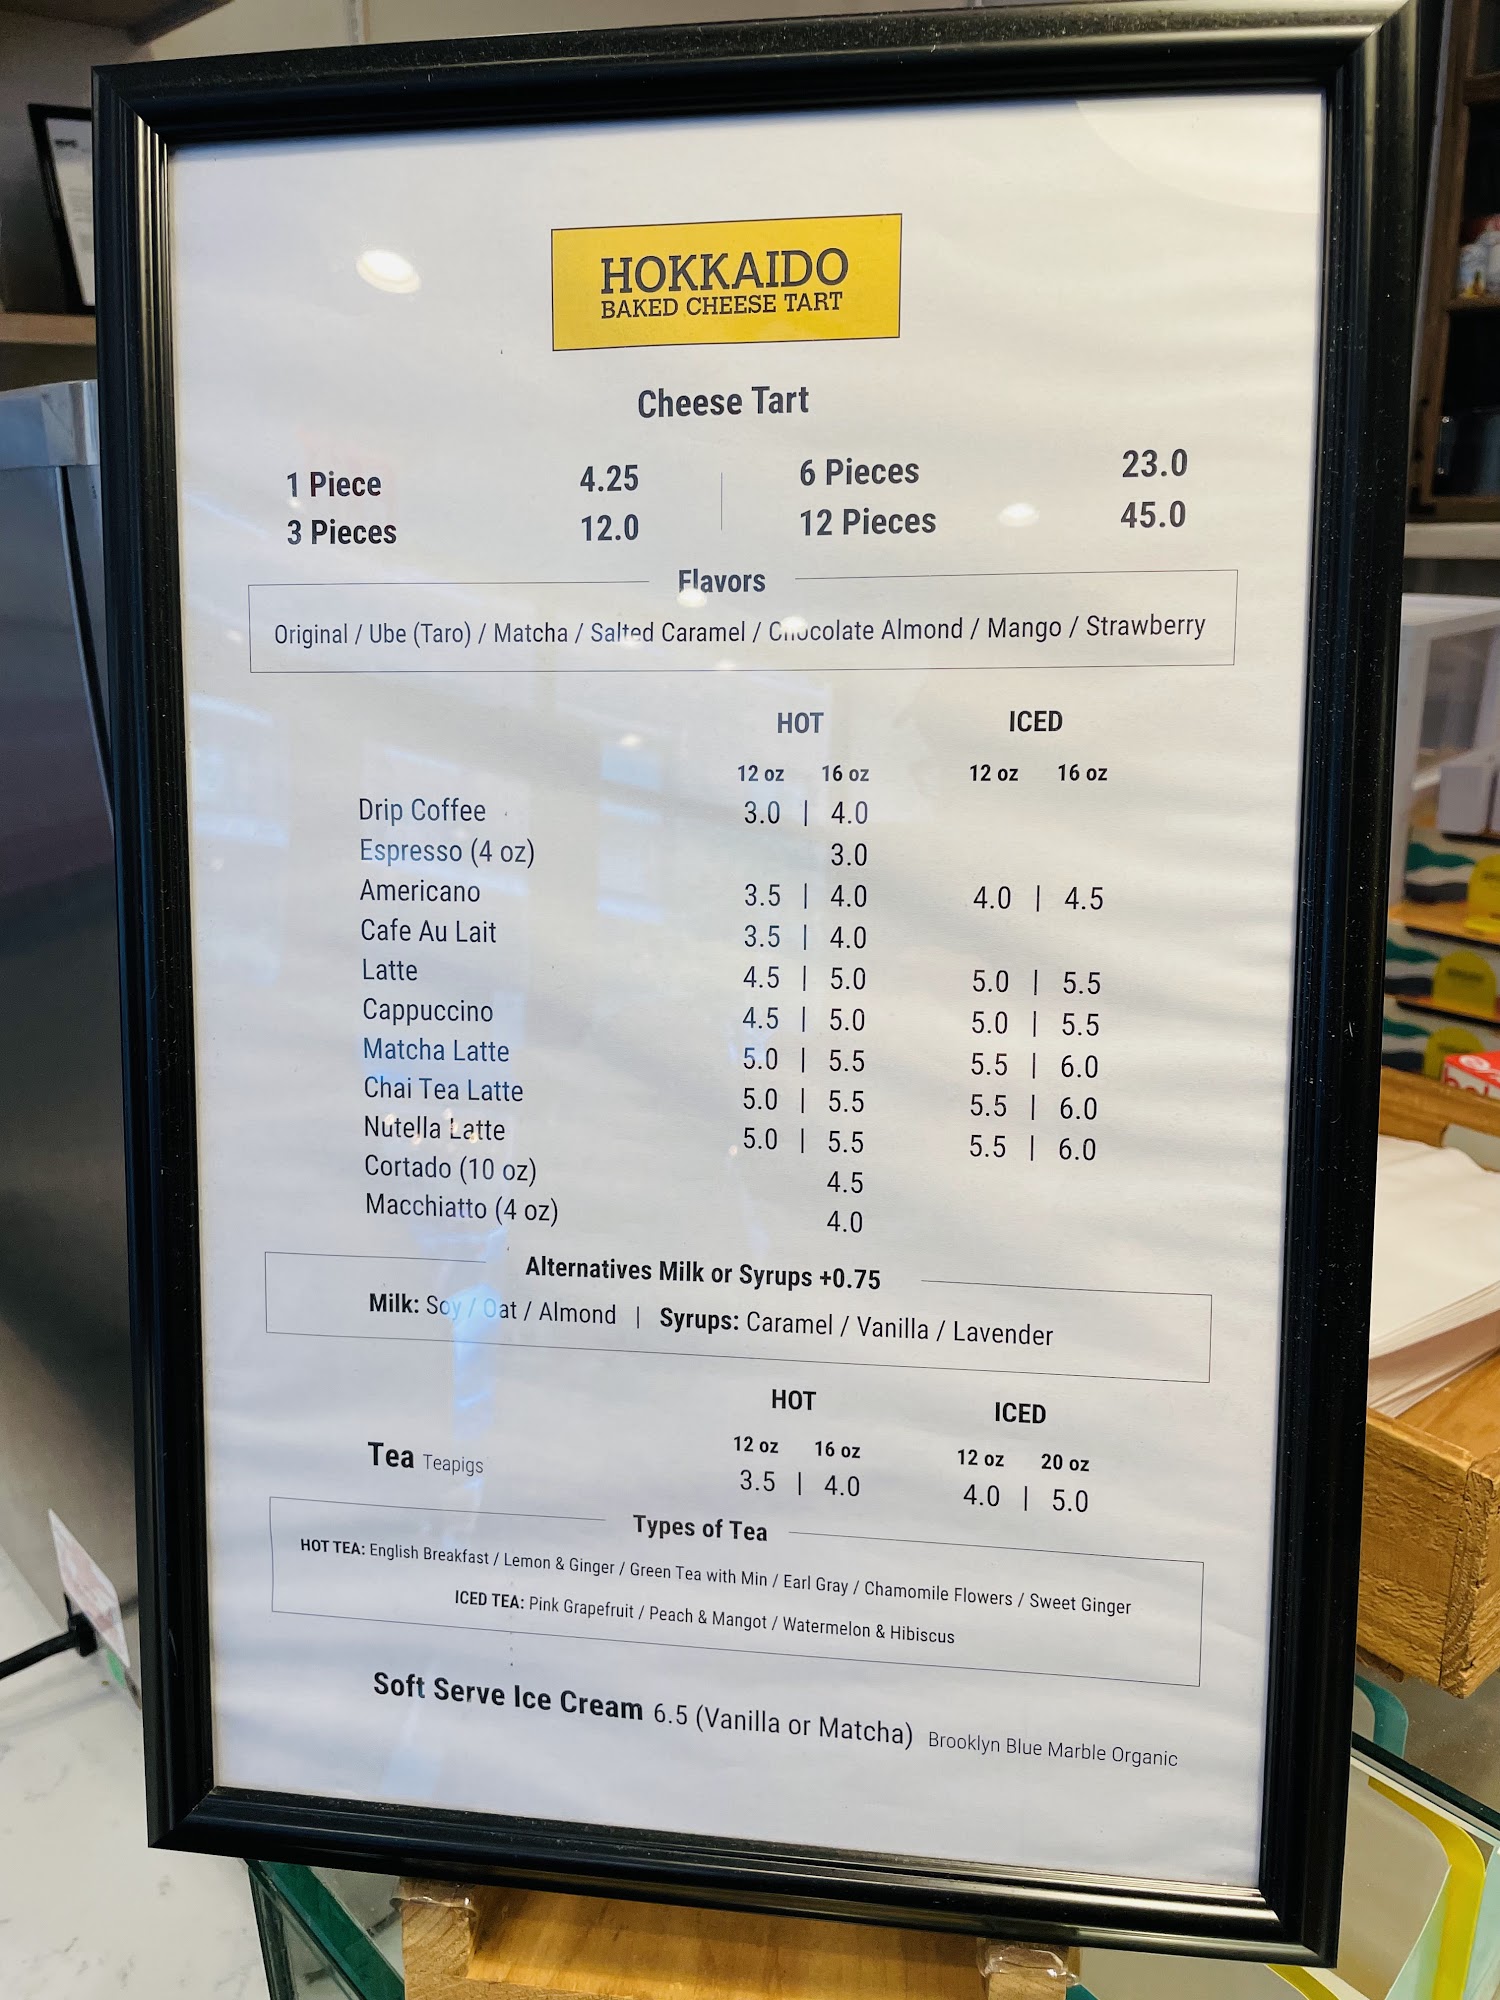 HOKKAIDO
BAKED CHEESE TART
Cheese Tart
1 Piece 4.25 6 Pieces 23.0
3 Pieces 12.0 12 Pieces 45.0
Flavors
Original / Ube (Taro) / Matcha / Salted Caramel / Chocolate Almond / Mango / Strawberry
HOT ICED
12 oz 16 oz 12 oz 16 oz
Drip Coffee 3.0 | 4.0
Espresso (4 oz) 3.0
Americano 3.5 | 4.0 4.0 | 4.5
Cafe Au Lait 3.5 | 4.0
Latte 4.5 | 5.0 5.0 | 5.5
Cappuccino 4.5 | 5.0 5.0 | 5.5
Matcha Latte 5.0 | 5.5 5.5 | 6.0
Chai Tea Latte 5.0 | 5.5 5.5 | 6.0
Nutella Latte 5.0 | 5.5 5.5 | 6.0
Cortado (10 oz) 4.5
Macchiatto (4 oz) 4.0
Alternatives Milk or Syrups +0.75
Milk: Soy / Oat / Almond | Syrups: Caramel / Vanilla / Lavender
HOT ICED
12 oz 16 oz 12 oz 20 oz
Tea Teapigs 3.5 | 4.0 4.0 | 5.0
Types of Tea
HOT TEA: English Breakfast / Lemon & Ginger / Green Tea with Min / Earl Gray / Chamomile Flowers / Sweet Ginger
ICED TEA: Pink Grapefruit / Peach & Mangot / Watermelon & Hibiscus
Soft Serve Ice Cream 6.5 (Vanilla or Matcha) Brooklyn Blue Marble Organic